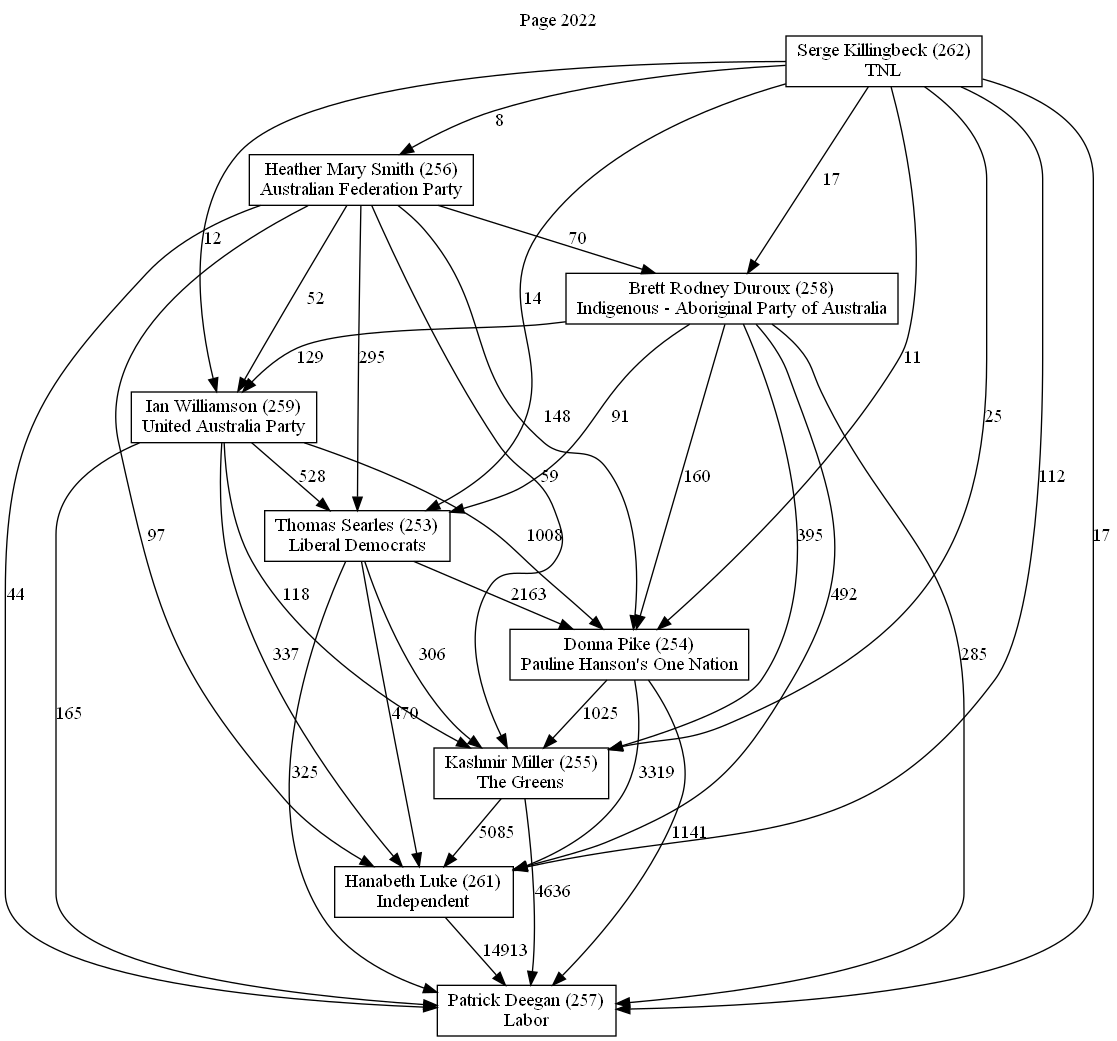 Page 2022
Serge Killingbeck (262)
TNL
8
Heather Mary Smith (256)
Australian Federation Party
17
12
70
52
14
Brett Rodney Duroux (258)
Indigenous - Aboriginal Party of Australia
129
295
11
Ian Williamson (259)
United Australia Party
148
91
25
528
59
160
112
Thomas Searles (253)
Liberal Democrats
97
1008
395
17
44
118
2163
492
337
306
Donna Pike (254)
Pauline Hanson's One Nation
285
165
470
1025
Kashmir Miller (255)
The Greens
325
3319
5085
1141
Hanabeth Luke (261)
Independent
4636
14913
Patrick Deegan (257)
Labor